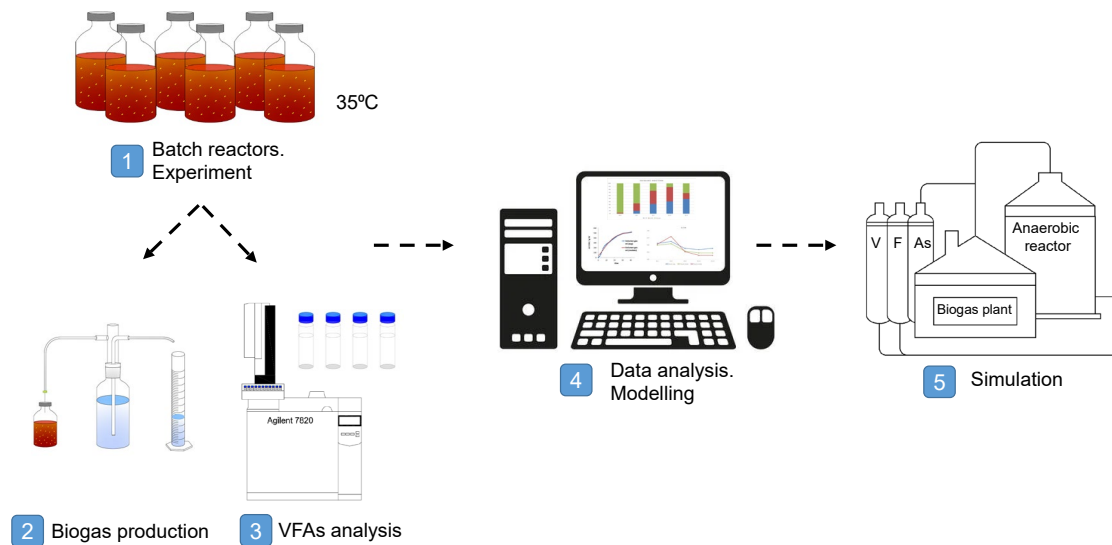 35ºC
1
Batch reactors.
Experiment
2
Biogas production
Agilent 7820
3
VFAs analysis
4
Data analysis.
Modelling
V F As
Anaerobic
reactor
Biogas plant
5
Simulation